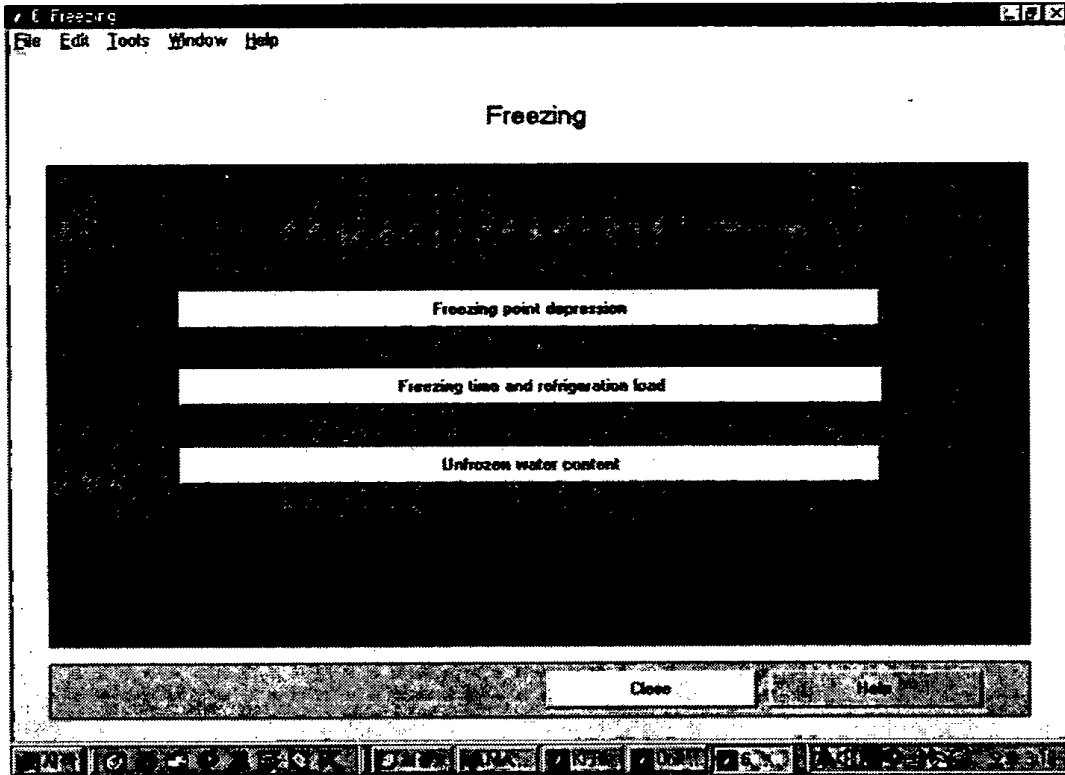 6 Freezing
File Edit Tools Window Help
Freezing
Freezing point depression
Freezing time and refrigeration load
Unfrozen water content
Close Help